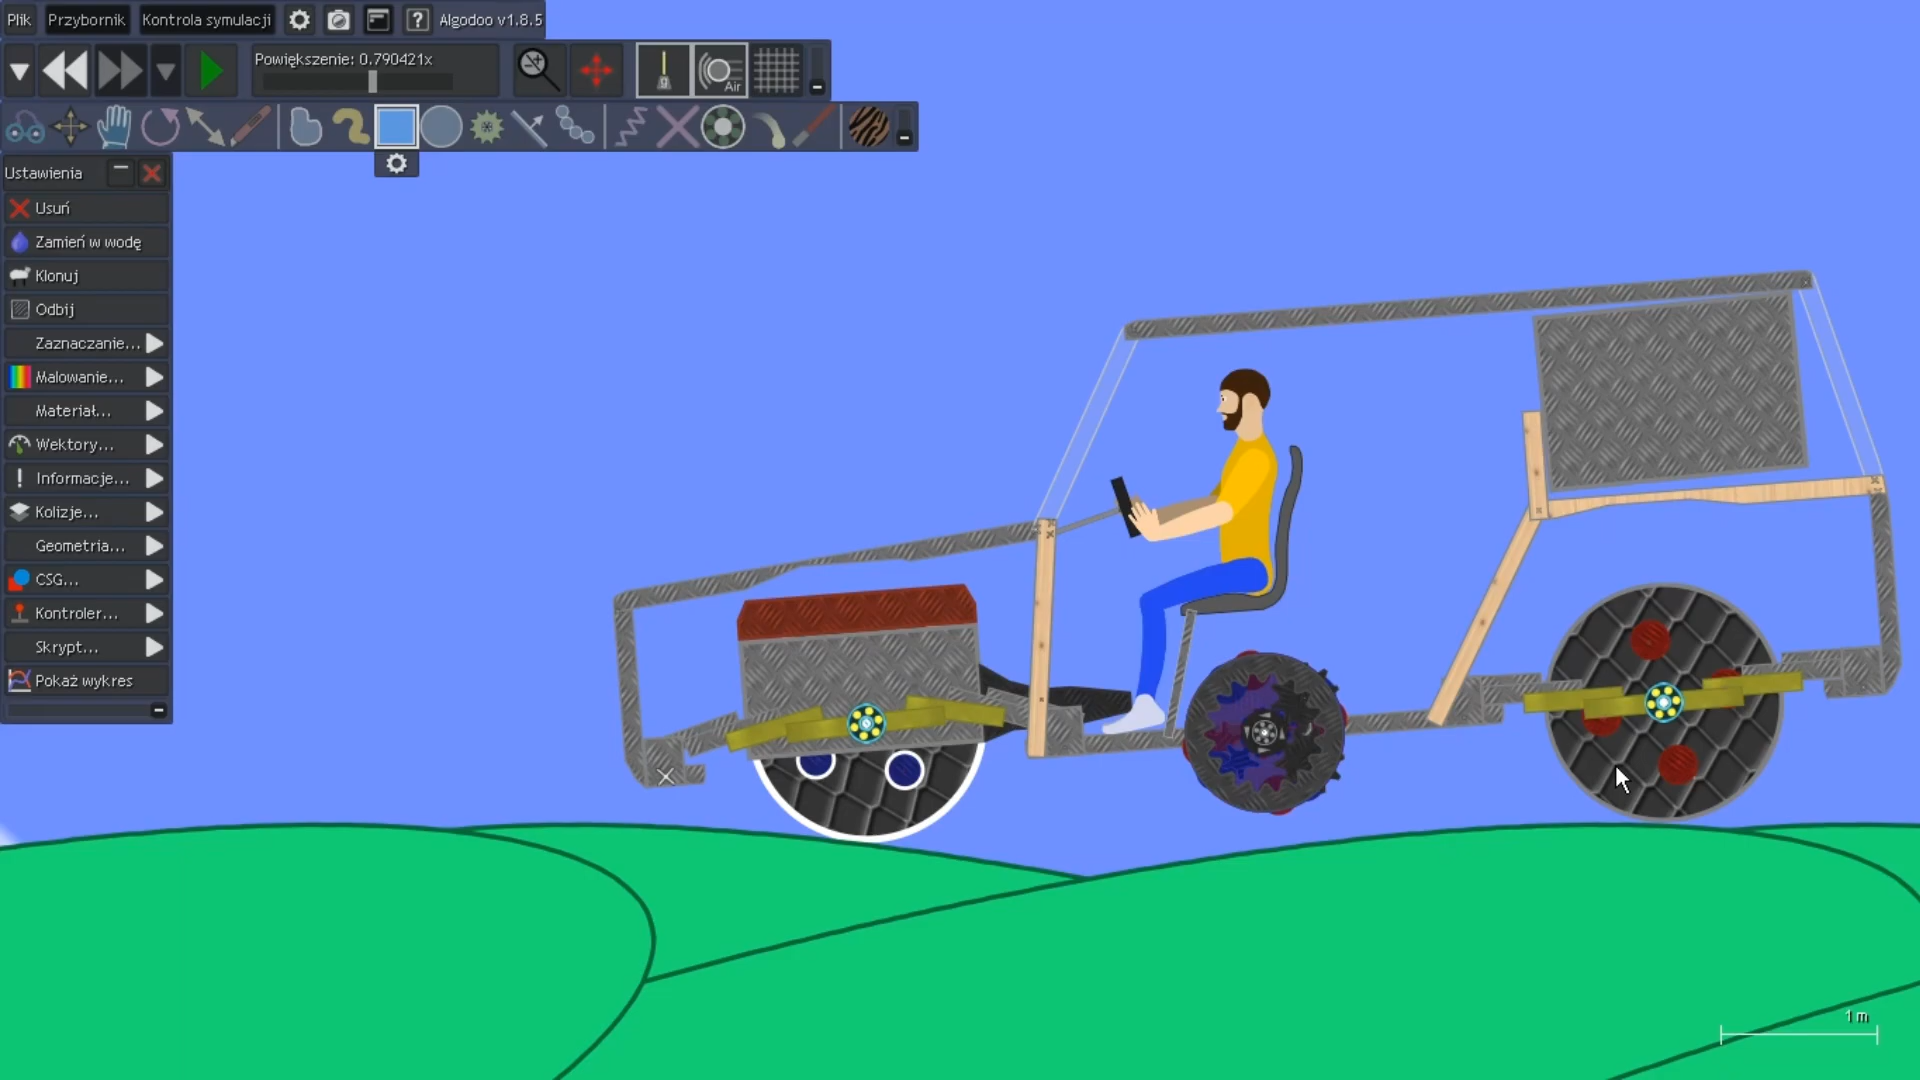 Plik Przybornik Kontrola symulacji ? Algodoo v1.8.5
Powiększenie: 0.790421x
Air
Ustawienia
Usuń
Zamień w wodę
Klonuj
Odbij
Zaznaczanie...
Malowanie...
Materiał...
Wektory...
Informacje...
Kolizje...
Geometria...
CSG...
Kontroler...
Skrypt...
Pokaż wykres
1 m